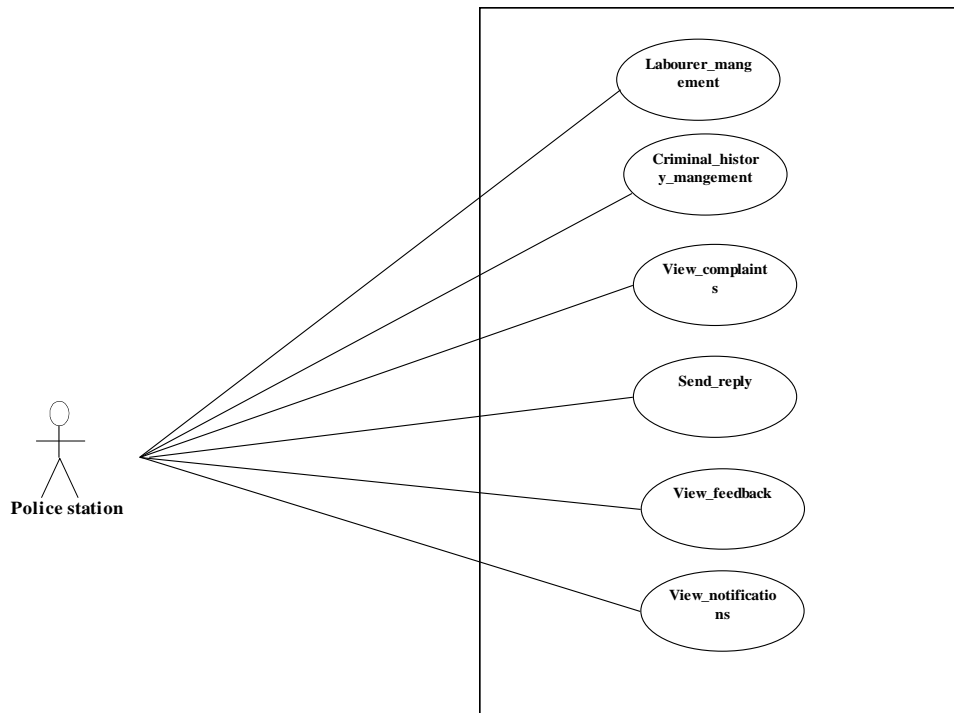 Labourer_mang
ement
Criminal_histor
y_mangement
View_complaint
s
Send_reply
View_feedback
View_notificatio
ns
Police station